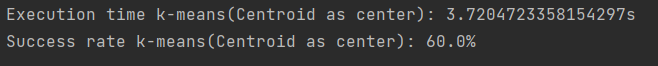 Execution time k-means(Centroid as center): 3.7204723358154297s
Success rate k-means(Centroid as center): 60.0%